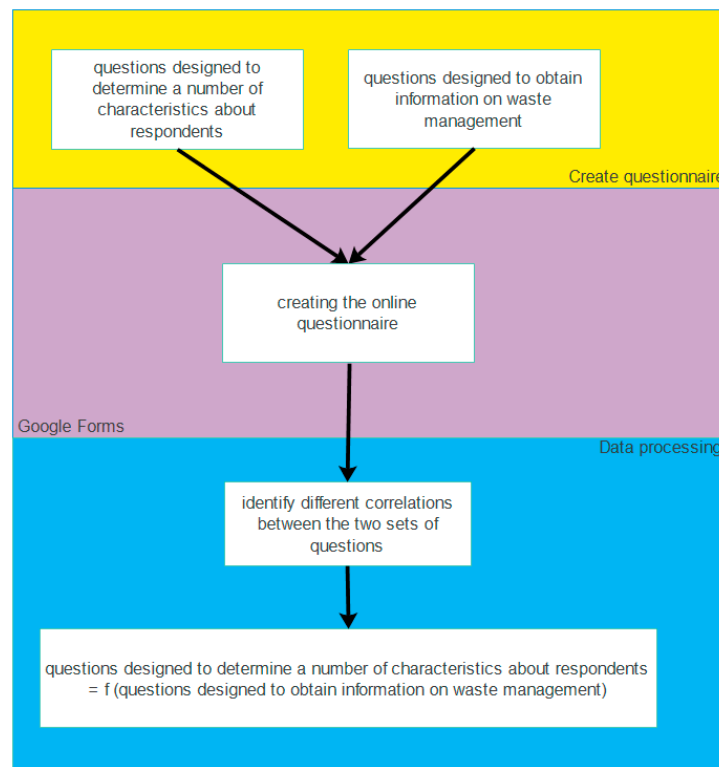 questions designed to
determine a number of
characteristics about
respondents
questions designed to obtain
information on waste
management
Create questionnaire
creating the online
questionnaire
Google Forms
Data processing
identify different correlations
between the two sets of
questions
questions designed to determine a number of characteristics about respondents
= f (questions designed to obtain information on waste management)